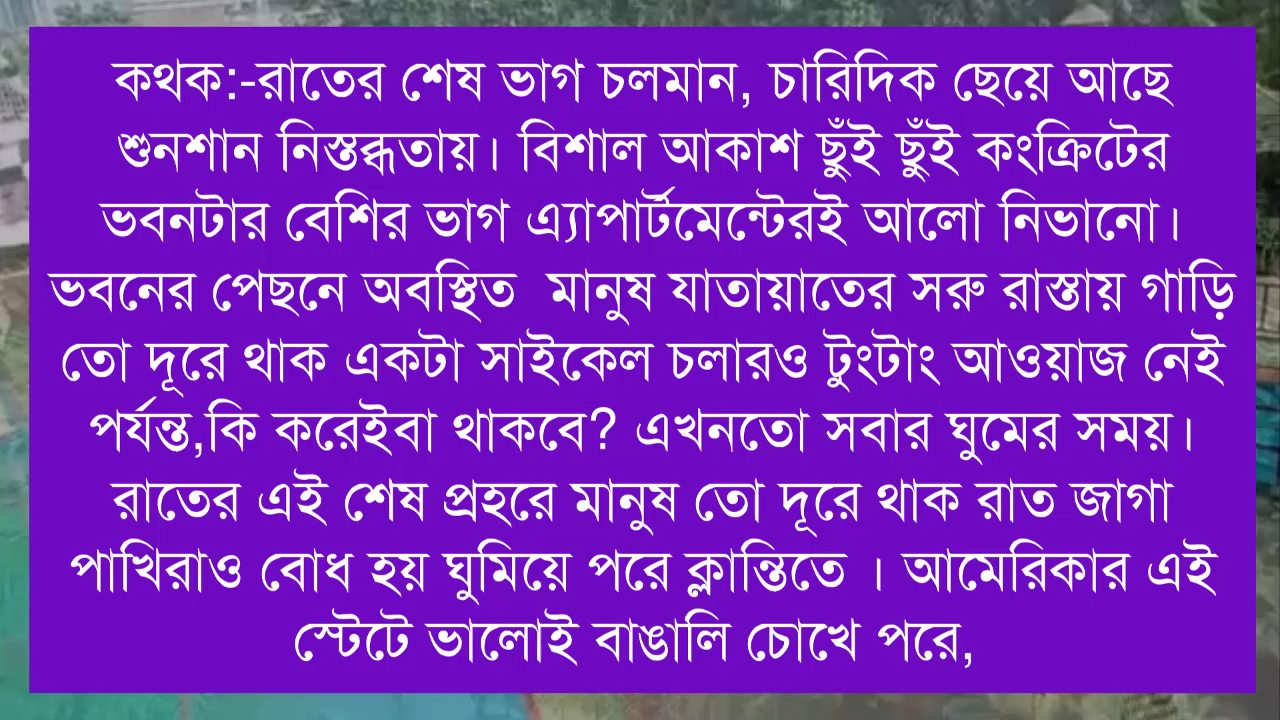 কথক:-রাতের শেষ ভাগ চলমান, চারিদিক ছেয়ে আছে
শুনশান নিস্তব্ধতায়। বিশাল আকাশ ছুঁই ছুঁই কংক্রিটের
ভবনটার বেশির ভাগ এ্যাপার্টমেন্টেরই আলো নিভানো।
ভবনের পেছনে অবস্থিত মানুষ যাতায়াতের সরু রাস্তায় গাড়ি
তো দূরে থাক একটা সাইকেল চলারও টুংটাং আওয়াজ নেই
পর্যন্ত,কি করেইবা থাকবে? এখনতো সবার ঘুমের সময়।
রাতের এই শেষ প্রহরে মানুষ তো দূরে থাক রাত জাগা
পাখিরাও বোধ হয় ঘুমিয়ে পরে ক্লান্তিতে । আমেরিকার এই
স্টেটে ভালোই বাঙালি চোখে পরে,